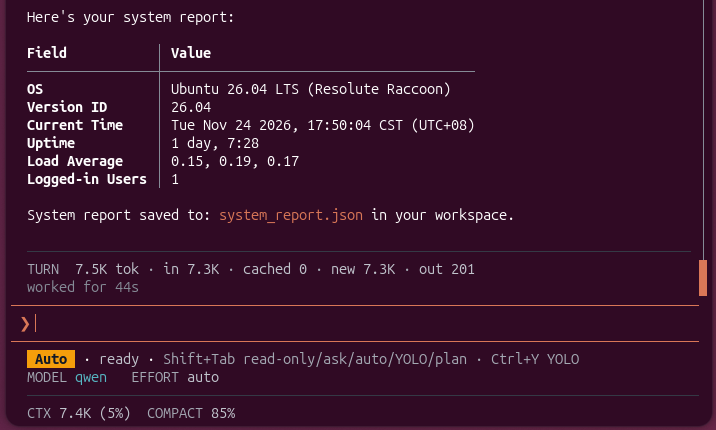 Here's your system report:
Field Value
OS Ubuntu 26.04 LTS (Resolute Raccoon)
Version ID 26.04
Current Time Tue Nov 24 2026, 17:50:04 CST (UTC+08)
Uptime 1 day, 7:28
Load Average 0.15, 0.19, 0.17
Logged-in Users 1
System report saved to: system_report.json in your workspace.
TURN 7.5K tok · in 7.3K · cached 0 · new 7.3K · out 201
worked for 44s
❯
Auto · ready · Shift+Tab read-only/ask/auto/YOLO/plan · Ctrl+Y YOLO
MODEL qwen EFFORT auto
CTX 7.4K (5%) COMPACT 85%